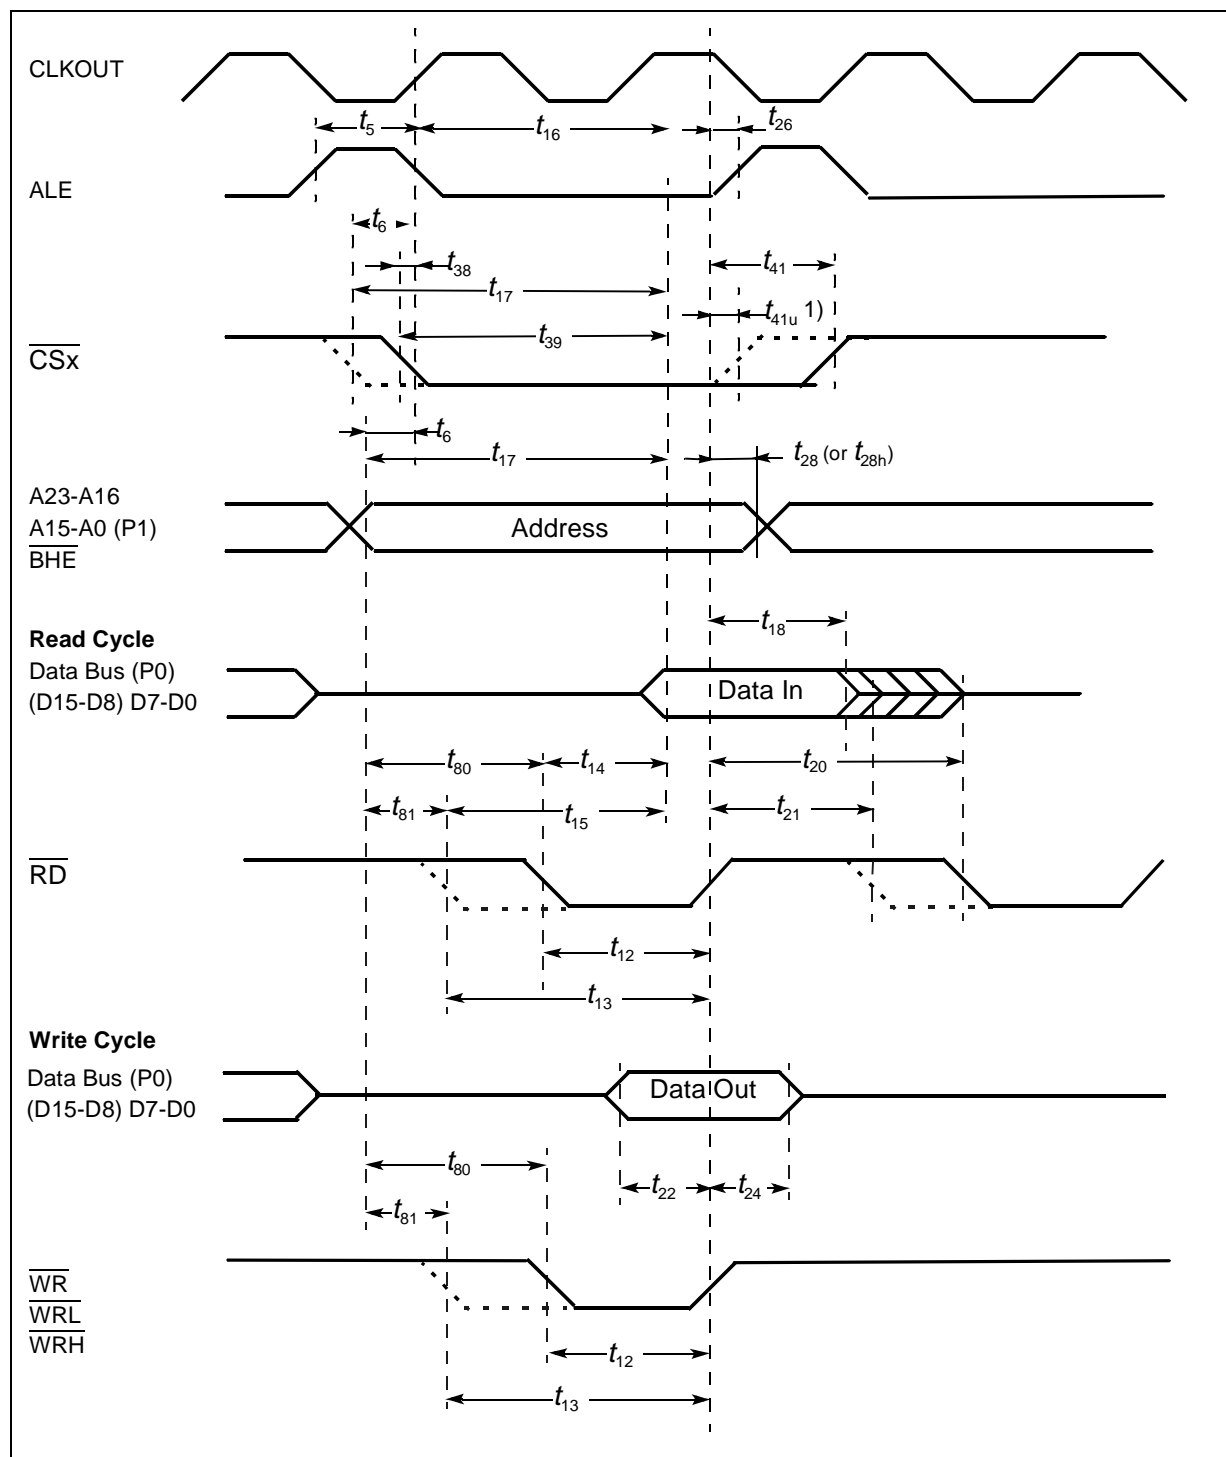 CLKOUT
t5
t16
t26
ALE
t6
t38
t41
t17
t41u 1)
t39
CSx
t6
t17
t28 (or t28h)
A23-A16
A15-A0 (P1)
BHE
Address
t18
Read Cycle
Data Bus (P0)
(D15-D8) D7-D0
Data In
t80
t14
t20
t81
t15
t21
RD
t12
t13
Write Cycle
Data Bus (P0)
(D15-D8) D7-D0
Data Out
t80
t22
t24
t81
WR
WRL
WRH
t12
t13